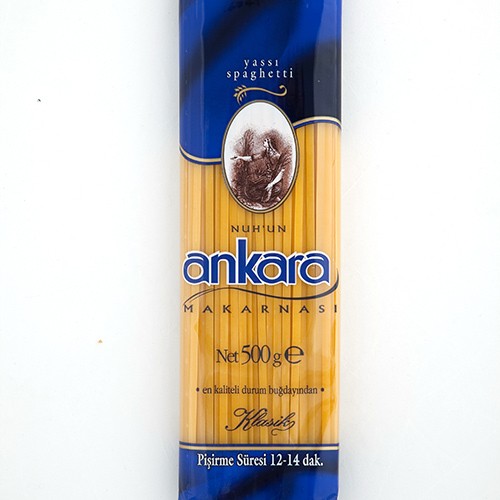 yassı
spaghetti
NUH'UN
ankara
MAKARNASI
Net 500 g ℮
• en kaliteli durum buğdayından •
Klasik
Pişirme Süresi 12-14 dak.